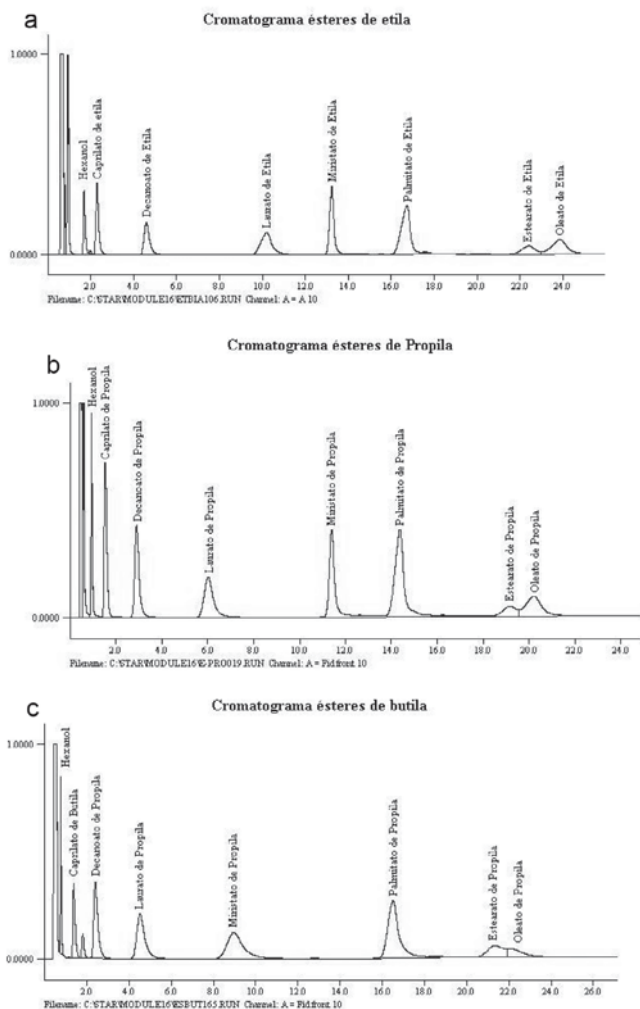 a
Cromatograma ésteres de etila
1.0000
0.0000
Hexanol
Caprilato de etila
Decanoato de Etila
Laurato de Etila
Miristato de Etila
Palmitato de Etila
Estearato de Etila
Oleato de Etila
2.0 4.0 6.0 8.0 10.0 12.0 14.0 16.0 18.0 20.0 22.0 24.0
Filename: C:\STAR\MODULE16\ETBIA106.RUN Channel: A = A 10
b
Cromatograma ésteres de Propila
1.0000
0.0000
Hexanol
Caprilato de Propila
Decanoato de Propila
Laurato de Propila
Miristato de Propila
Palmitato de Propila
Estearato de Propila
Oleato de Propila
2.0 4.0 6.0 8.0 10.0 12.0 14.0 16.0 18.0 20.0 22.0 24.0
Filename: C:\STAR\MODULE16\E-PRO019.RUN Channel: A = Fidfront 10
c
Cromatograma ésteres de butila
1.0000
0.0000
Hexanol
Caprilato de Butila
Decanoato de Propila
Laurato de Propila
Miristato de Propila
Palmitato de Propila
Estearato de Propila
Oleato de Propila
2.0 4.0 6.0 8.0 10.0 12.0 14.0 16.0 18.0 20.0 22.0 24.0 26.0
Filename: C:\STAR\MODULE16\ESBUT165.RUN Channel: A = Fidfront 10